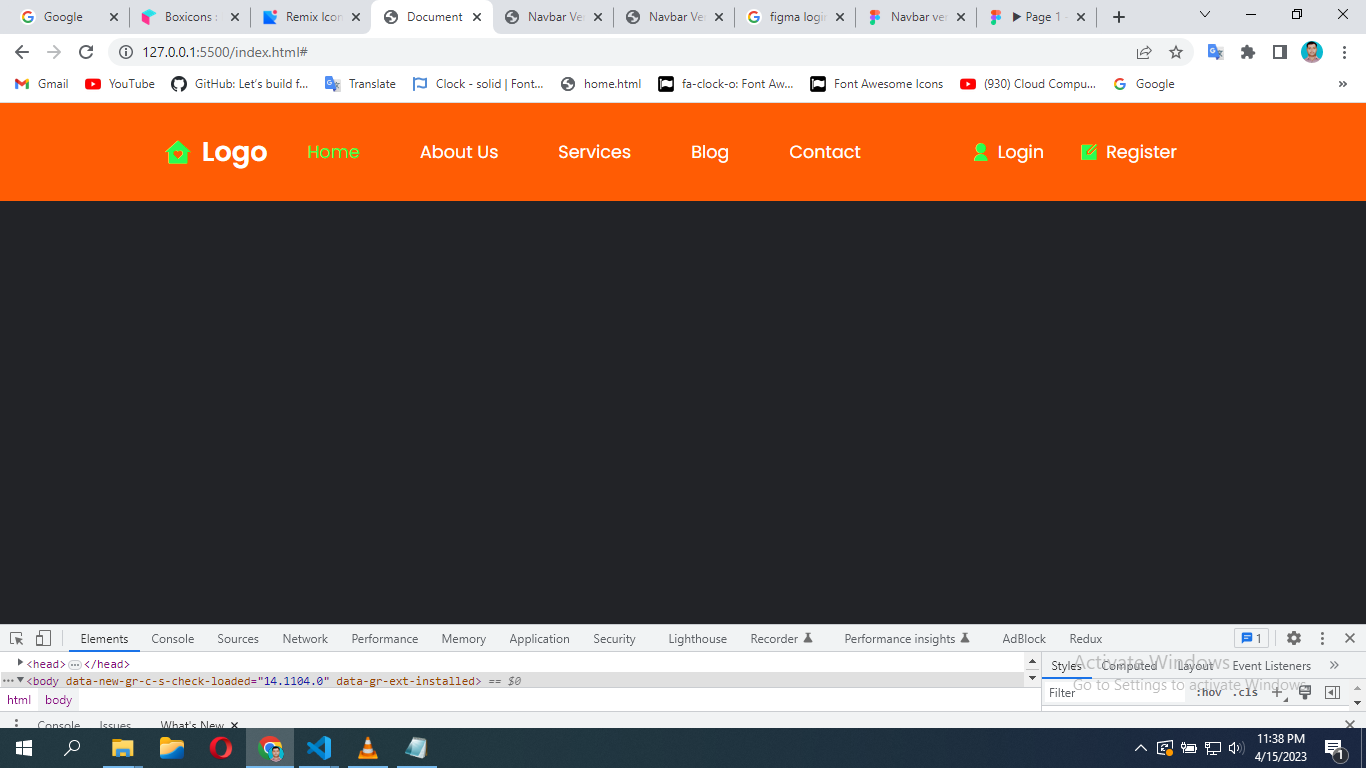 Google Boxicons : Remix Icon Document Navbar Ver Navbar Ver figma logi Navbar ver Page 1
127.0.0.1:5500/index.html#
Gmail YouTube GitHub: Let's build f... Translate Clock - solid | Font... home.html fa-clock-o: Font Aw... Font Awesome Icons (930) Cloud Compu... Google »
Logo Home About Us Services Blog Contact Login Register
Elements Console Sources Network Performance Memory Application Security Lighthouse Recorder Performance insights AdBlock Redux 1
<head>…</head>
…<body data-new-gr-c-s-check-loaded="14.1104.0" data-gr-ext-installed> == $0
html body
Styles Computed Layout Event Listeners »
Filter :hov .cls
Activate Windows
Go to Settings to activate Windows.
Console Issues What's New
11:38 PM
4/15/2023
1